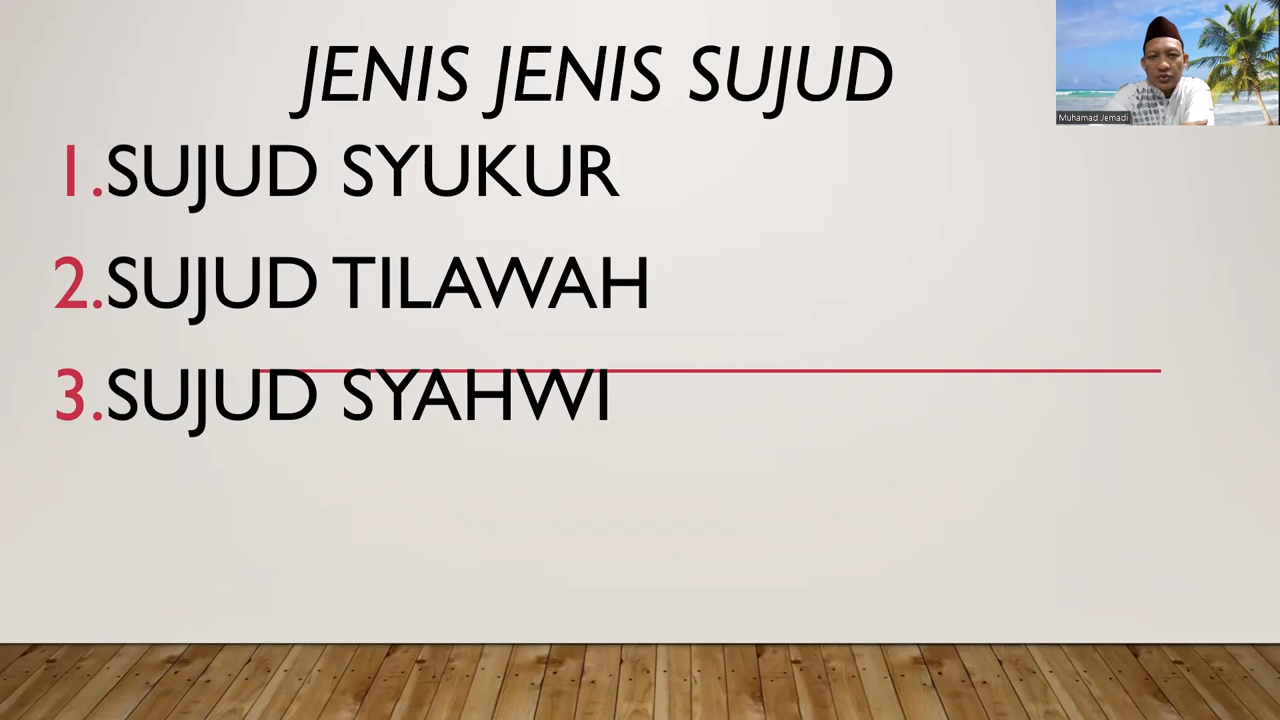 JENIS JENIS SUJUD
1.SUJUD SYUKUR
2.SUJUD TILAWAH
3.SUJUD SYAHWI
Muhamad Jemadi